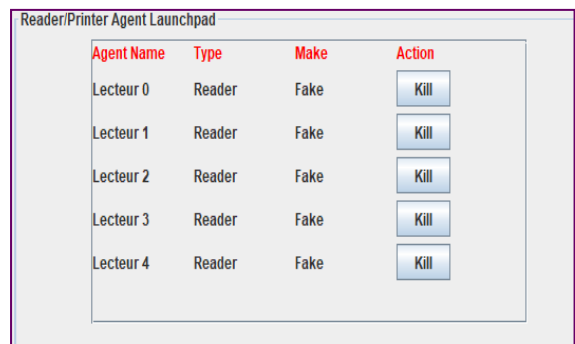 Reader/Printer Agent Launchpad
Agent Name Type Make Action
Lecteur 0 Reader Fake Kill
Lecteur 1 Reader Fake Kill
Lecteur 2 Reader Fake Kill
Lecteur 3 Reader Fake Kill
Lecteur 4 Reader Fake Kill